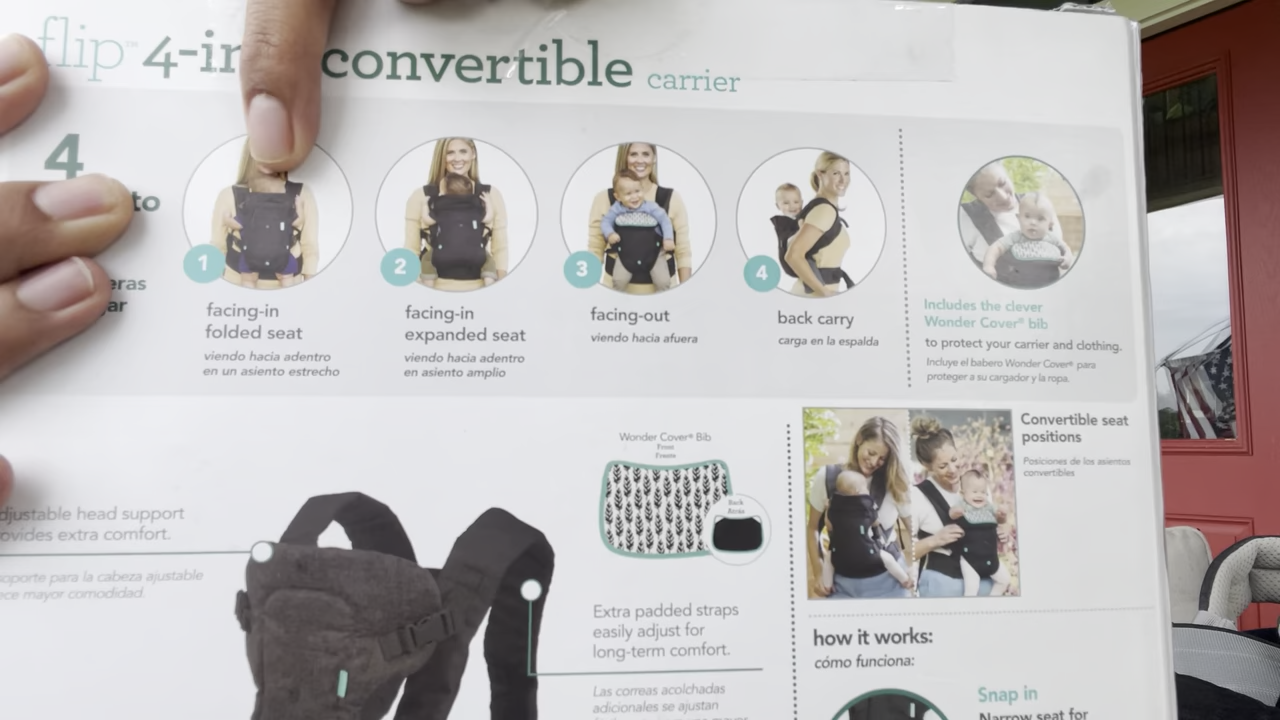 flip™ 4-in convertible carrier
4
to
eras
ar
1
facing-in
folded seat
viendo hacia adentro
en un asiento estrecho
2
facing-in
expanded seat
viendo hacia adentro
en asiento amplio
3
facing-out
viendo hacia afuera
4
back carry
carga en la espalda
Includes the clever
Wonder Cover® bib
to protect your carrier and clothing.
Incluye el babero Wonder Cover® para
proteger a su cargador y la ropa.
djustable head support
ovides extra comfort.
soporte para la cabeza ajustable
ece mayor comodidad.
Wonder Cover® Bib
Front
Frente
Back
Atras
Extra padded straps
easily adjust for
long-term comfort.
Las correas acolchadas
adicionales se ajustan
Convertible seat
positions
Posiciones de los asientos
convertibles
how it works:
cómo funciona:
Snap in
Narrow seat for